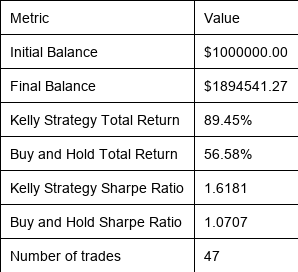 Metric Value
Initial Balance $1000000.00
Final Balance $1894541.27
Kelly Strategy Total Return 89.45%
Buy and Hold Total Return 56.58%
Kelly Strategy Sharpe Ratio 1.6181
Buy and Hold Sharpe Ratio 1.0707
Number of trades 47